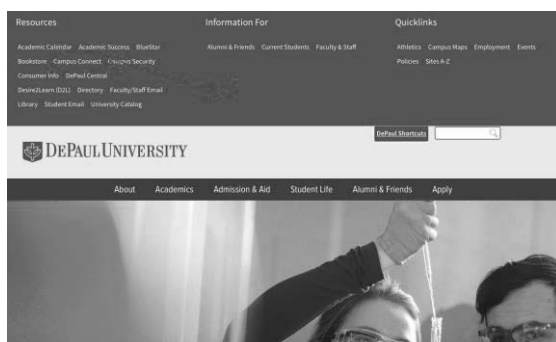 Resources
Information For
Quicklinks
Academic Calendar Academic Success BlueStar
Bookstore Campus Connect Campus Security
Consumer Info DePaul Central
Desire2Learn (D2L) Directory Faculty/Staff Email
Library Student Email University Catalog
Alumni & Friends Current Students Faculty & Staff
Athletics Campus Maps Employment Events
Policies Sites A-Z
DePaul Shortcuts
DEPAUL UNIVERSITY
About Academics Admission & Aid Student Life Alumni & Friends Apply